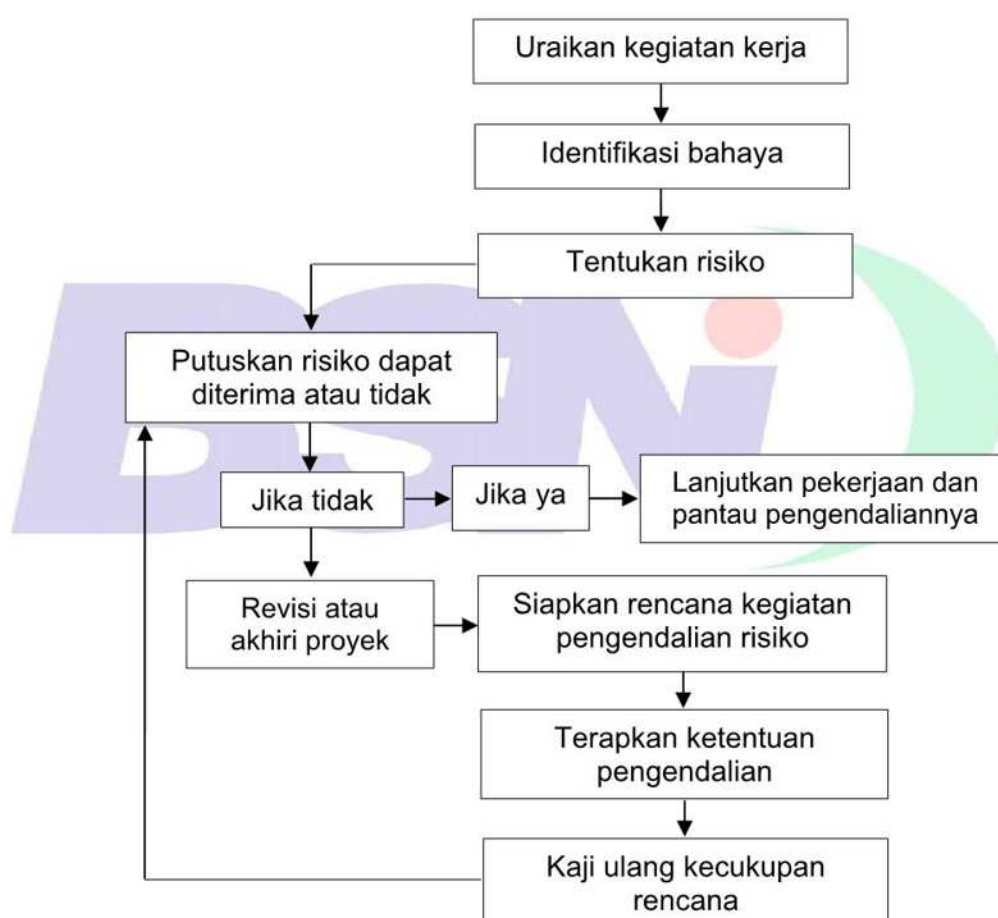 Uraikan kegiatan kerja
Identifikasi bahaya
Tentukan risiko
Putuskan risiko dapat
diterima atau tidak
Jika tidak
Jika ya
Lanjutkan pekerjaan dan
pantau pengendaliannya
Revisi atau
akhiri proyek
Siapkan rencana kegiatan
pengendalian risiko
Terapkan ketentuan
pengendalian
Kaji ulang kecukupan
rencana
BSNi